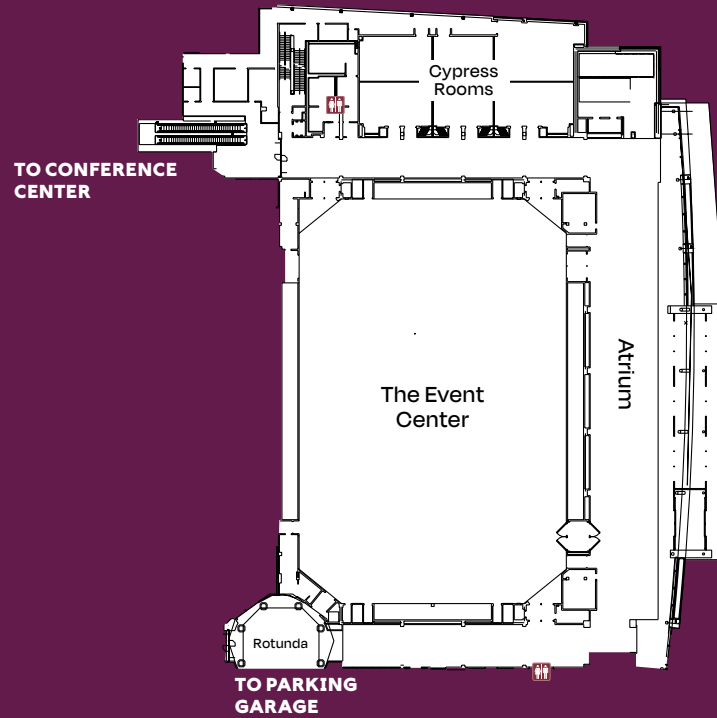 Cypress
Rooms
TO CONFERENCE
CENTER
Atrium
The Event
Center
Rotunda
TO PARKING
GARAGE